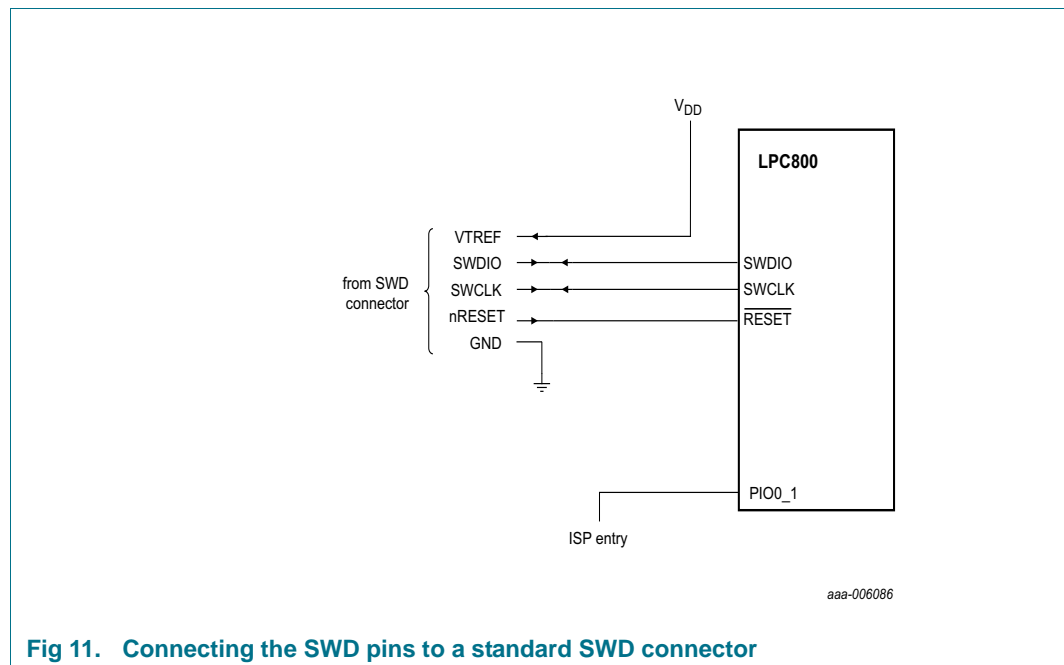 VDD
LPC800
VTREF
SWDIO
SWDIO
from SWD
connector
SWCLK
SWCLK
nRESET
RESET
GND
PIO0_1
ISP entry
aaa-006086
Fig 11. Connecting the SWD pins to a standard SWD connector